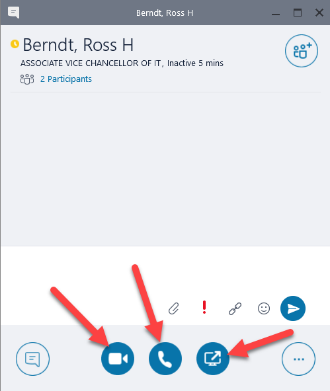 Berndt, Ross H
Berndt, Ross H
ASSOCIATE VICE CHANCELLOR OF IT, Inactive 5 mins
2 Participants